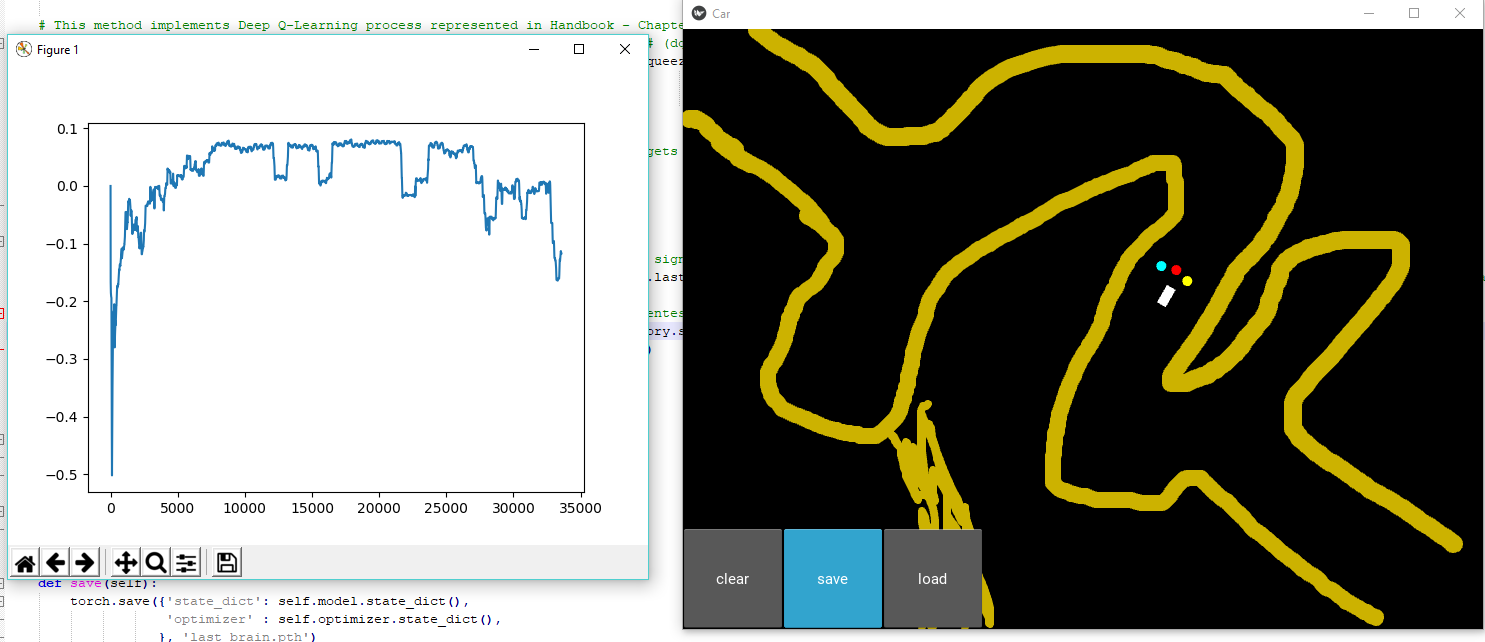 # This method implements Deep Q-Learning process represented in Handbook - Chapte
Figure 1
# (do
queez
gets
sign
.last
entes
ory.s
)
0.1
0.0
−0.1
−0.2
−0.3
−0.4
−0.5
0 5000 10000 15000 20000 25000 30000 35000
def save(self):
torch.save({'state_dict': self.model.state_dict(),
'optimizer' : self.optimizer.state_dict(),
}, 'last_brain.pth')
Car
clear save load